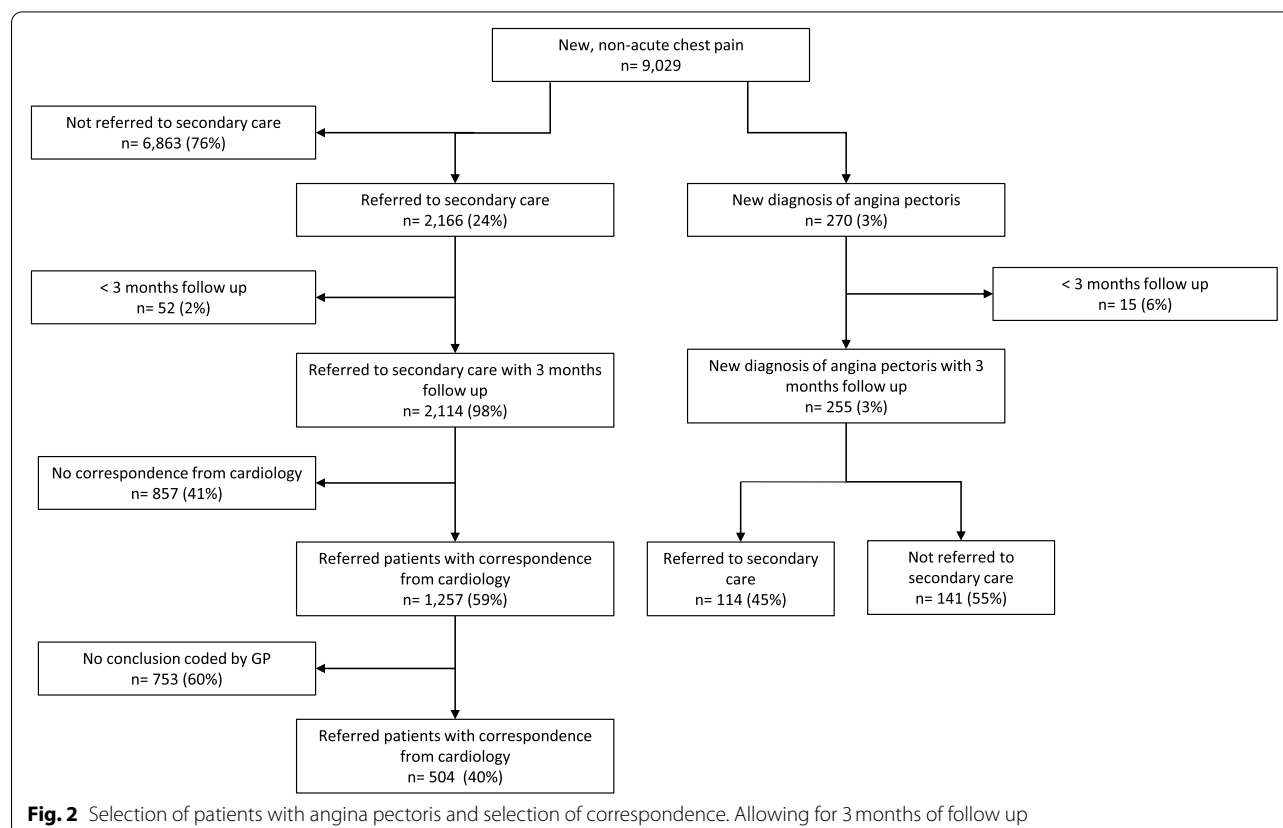 New, non-acute chest pain
n= 9,029
Not referred to secondary care
n= 6,863 (76%)
Referred to secondary care
n= 2,166 (24%)
New diagnosis of angina pectoris
n= 270 (3%)
< 3 months follow up
n= 52 (2%)
< 3 months follow up
n= 15 (6%)
Referred to secondary care with 3 months
follow up
n= 2,114 (98%)
New diagnosis of angina pectoris with 3
months follow up
n= 255 (3%)
No correspondence from cardiology
n= 857 (41%)
Referred patients with correspondence
from cardiology
n= 1,257 (59%)
Referred to secondary
care
n= 114 (45%)
Not referred to
secondary care
n= 141 (55%)
No conclusion coded by GP
n= 753 (60%)
Referred patients with correspondence
from cardiology
n= 504 (40%)
Fig. 2 Selection of patients with angina pectoris and selection of correspondence. Allowing for 3 months of follow up